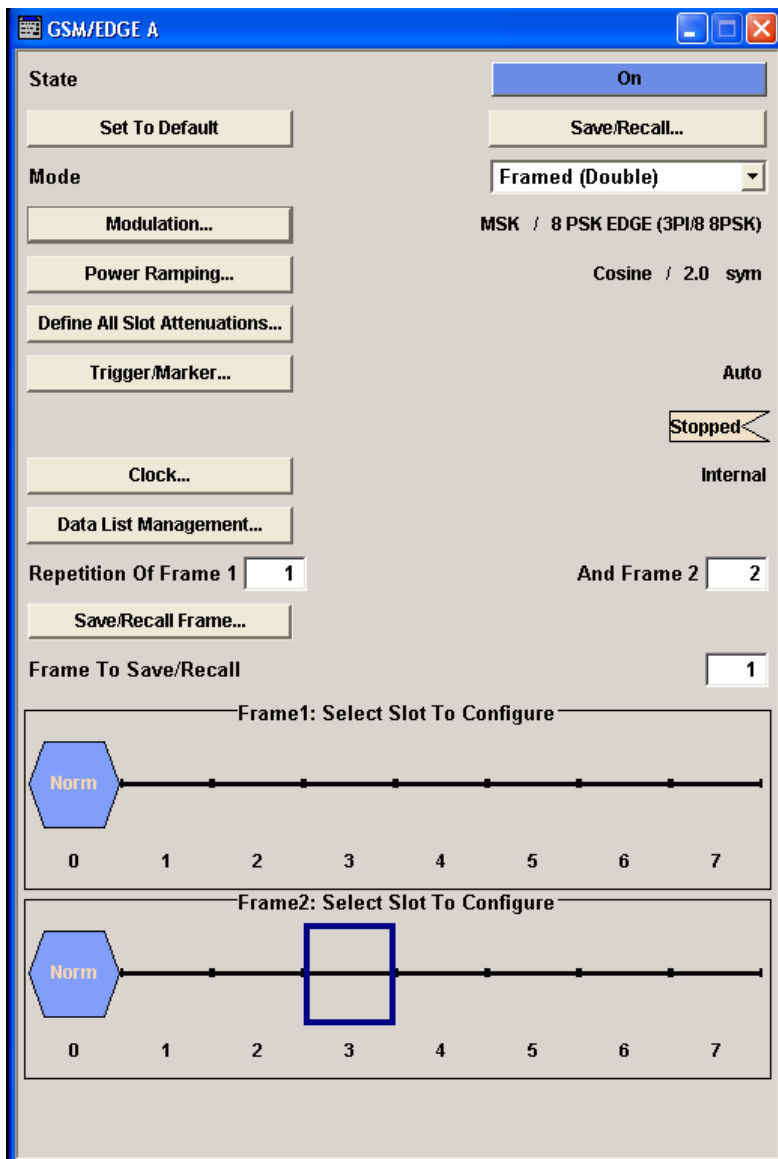 GSM/EDGE A
State On
Set To Default Save/Recall...
Mode Framed (Double)
Modulation... MSK / 8 PSK EDGE (3PI/8 8PSK)
Power Ramping... Cosine / 2.0 sym
Define All Slot Attenuations...
Trigger/Marker... Auto
Stopped
Clock... Internal
Data List Management...
Repetition Of Frame 1 1 And Frame 2 2
Save/Recall Frame...
Frame To Save/Recall 1
Frame1: Select Slot To Configure
Norm
0 1 2 3 4 5 6 7
Frame2: Select Slot To Configure
Norm
0 1 2 3 4 5 6 7